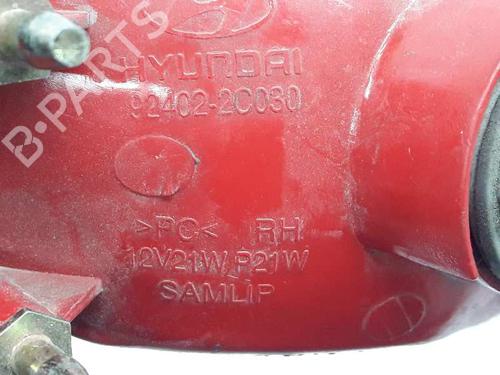 HYUNDAI
92402-2C030
>PC< RH
12V21W P21W
SAMLIP
B-PARTS